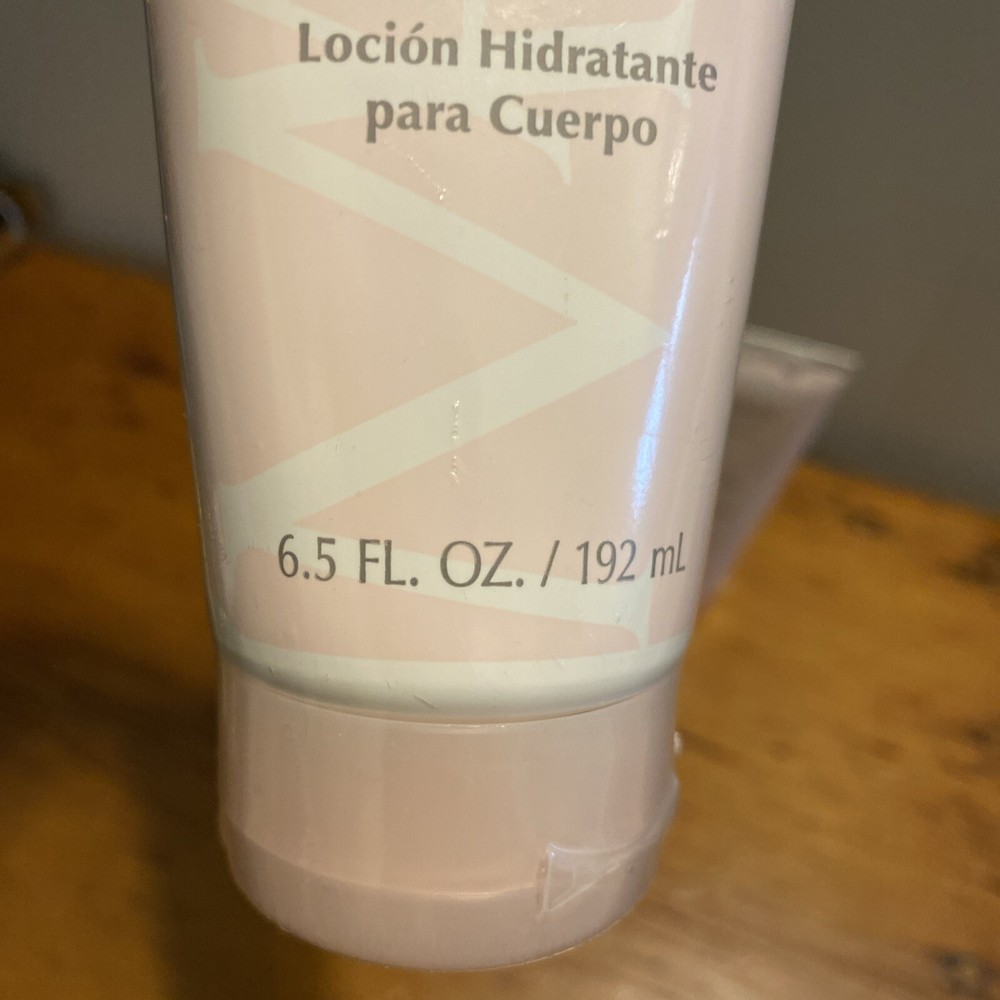 Loción Hidratante
para Cuerpo
6.5 FL. OZ. / 192 mL